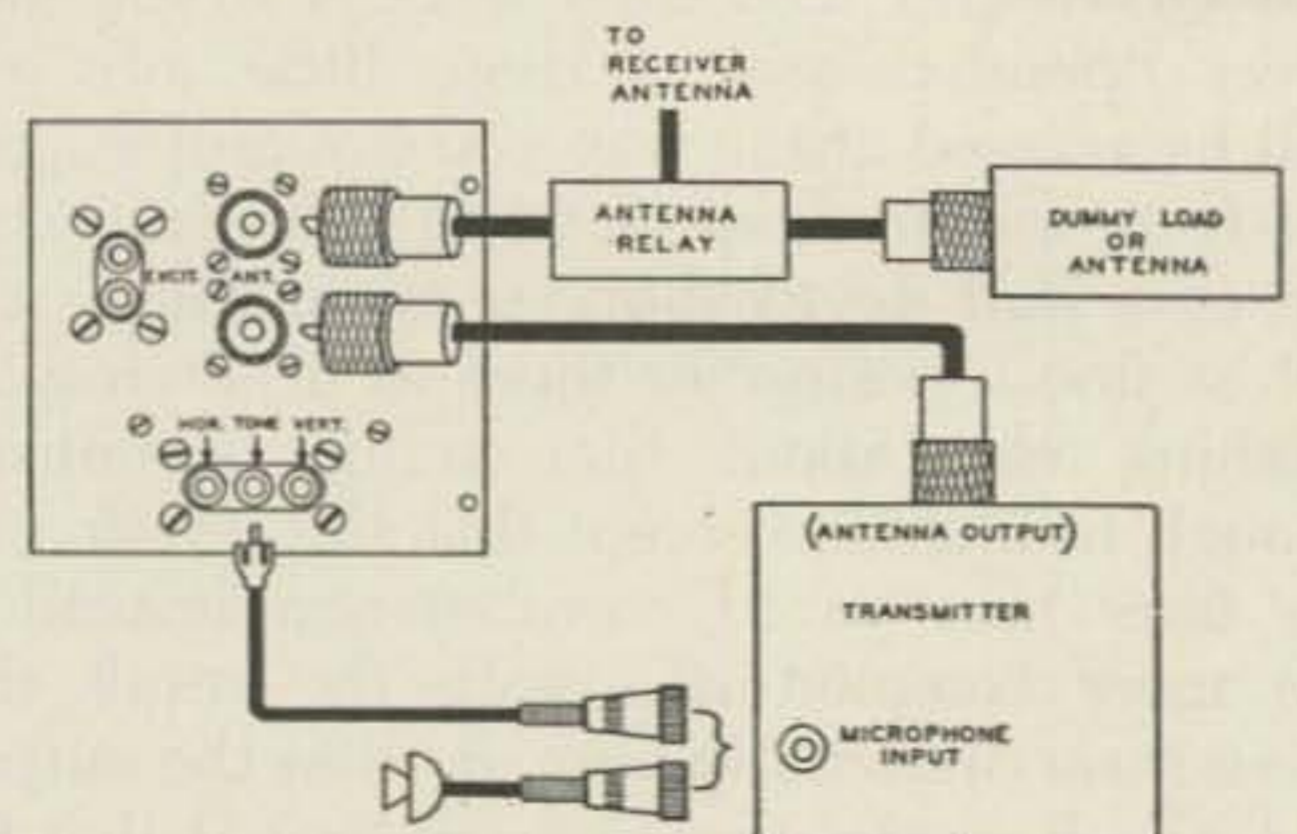 TO
RECEIVER
ANTENNA
ANTENNA
RELAY
DUMMY LOAD
OR
ANTENNA
EXCIT.
ANT.
HOR. TONE VERT.
(ANTENNA OUTPUT)
TRANSMITTER
MICROPHONE
INPUT